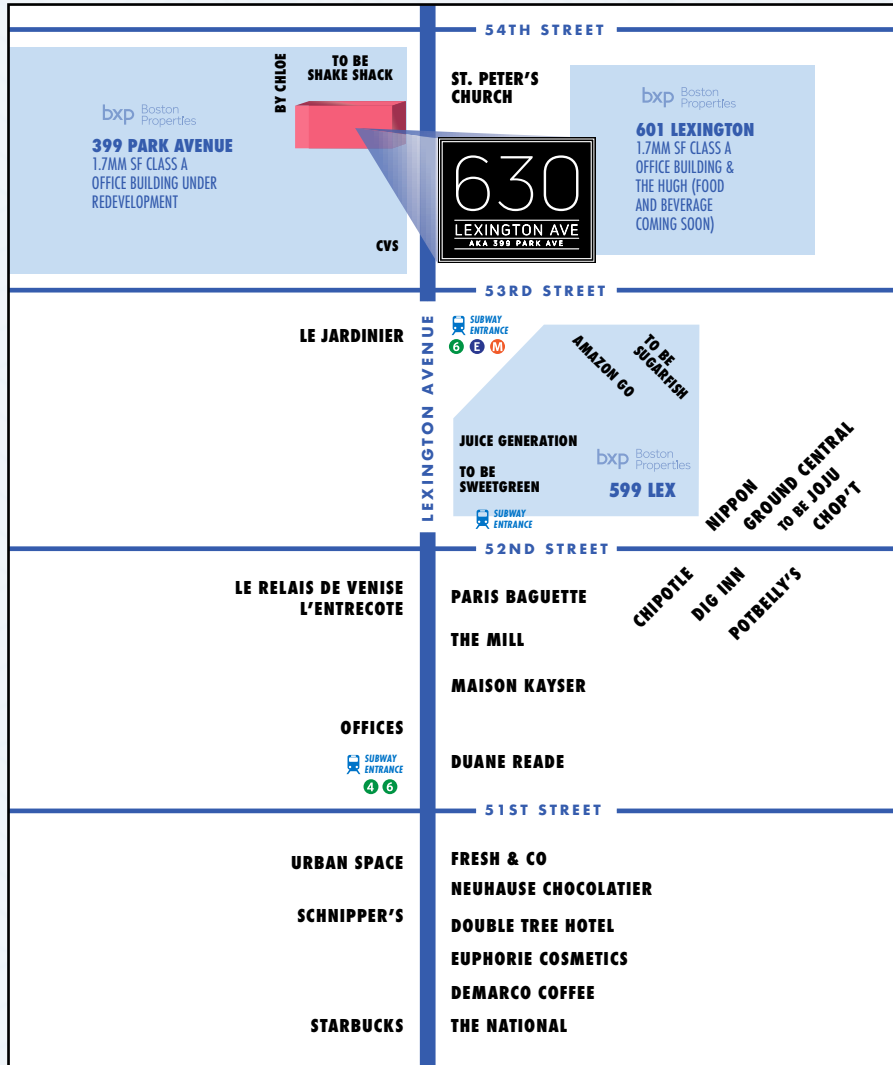 54TH STREET
BY CHLOE
TO BE
SHAKE SHACK
ST. PETER'S
CHURCH
bxp Boston
Properties
399 PARK AVENUE
1.7MM SF CLASS A
OFFICE BUILDING UNDER
REDEVELOPMENT
CVS
630
LEXINGTON AVE
AKA 399 PARK AVE
bxp Boston
Properties
601 LEXINGTON
1.7MM SF CLASS A
OFFICE BUILDING &
THE HUGH (FOOD
AND BEVERAGE
COMING SOON)
53RD STREET
LE JARDINIER
LEXINGTON AVENUE
SUBWAY
ENTRANCE
6 E M
AMAZON GO
TO BE
SUGARFISH
JUICE GENERATION
TO BE
SWEETGREEN
bxp Boston
Properties
599 LEX
SUBWAY
ENTRANCE
NIPPON
GROUND CENTRAL
TO BE JOJU
CHOP'T
52ND STREET
LE RELAIS DE VENISE
L'ENTRECOTE
PARIS BAGUETTE
THE MILL
MAISON KAYSER
CHIPOTLE
DIG INN
POTBELLY'S
OFFICES
SUBWAY
ENTRANCE
4 6
DUANE READE
51ST STREET
URBAN SPACE
SCHNIPPER'S
STARBUCKS
FRESH & CO
NEUHAUSE CHOCOLATIER
DOUBLE TREE HOTEL
EUPHORIE COSMETICS
DEMARCO COFFEE
THE NATIONAL